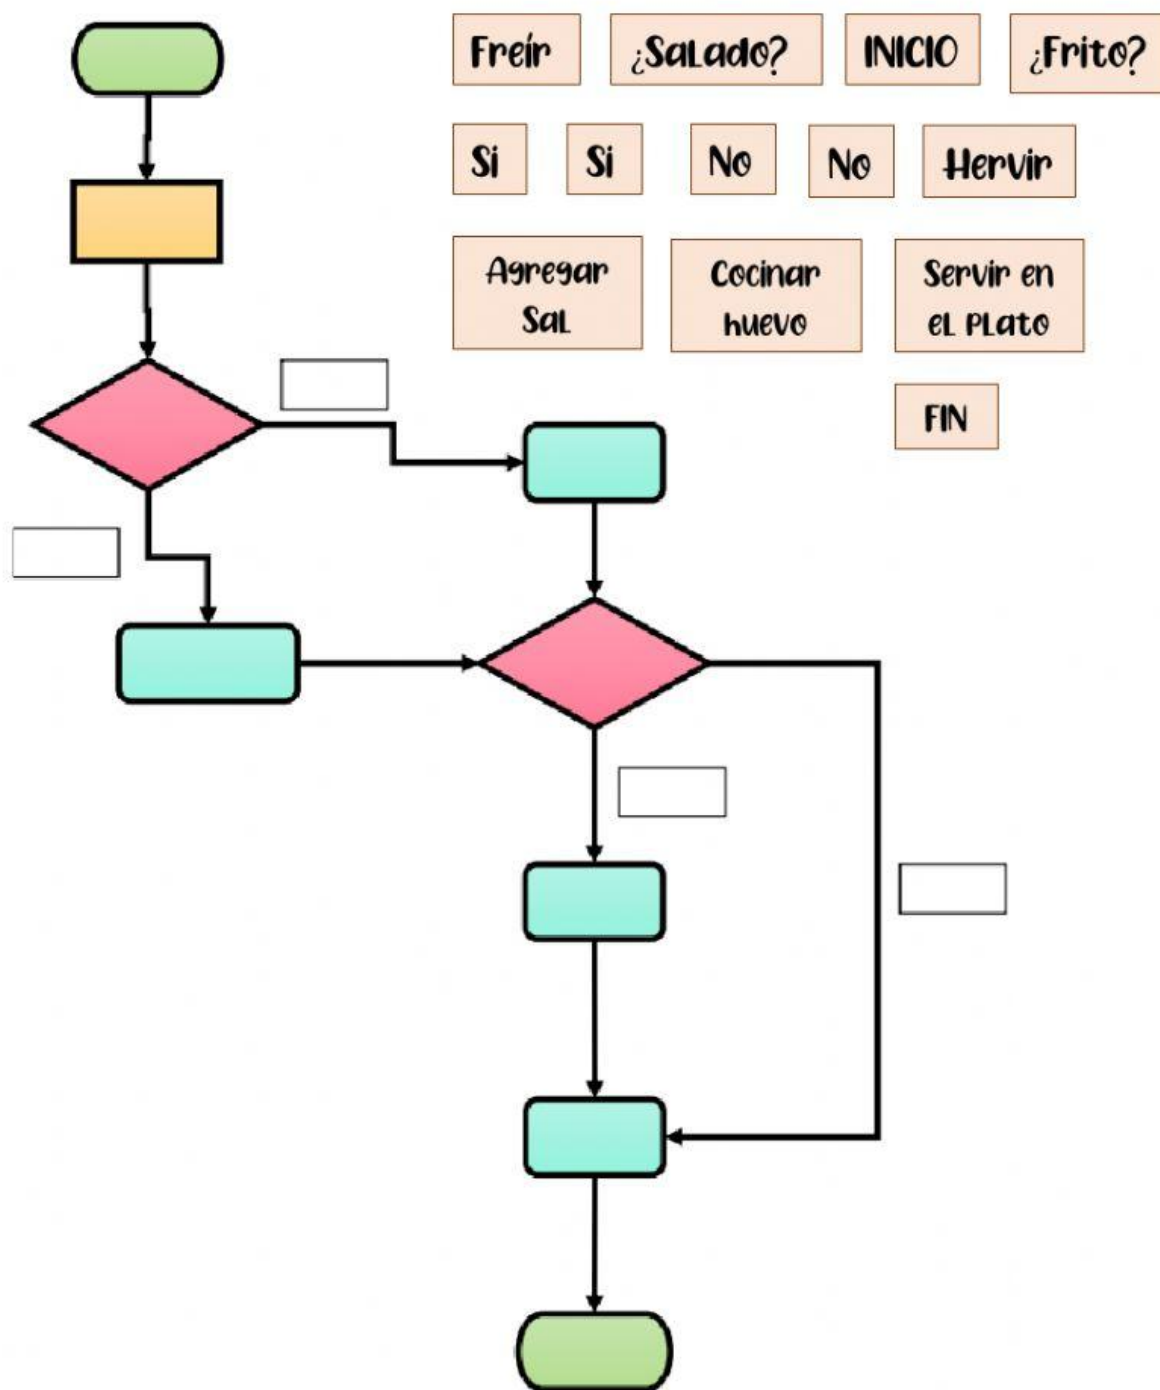 Freír
¿Salado?
INICIO
¿Frito?
Si
Si
No
No
Hervir
Agregar
Sal
Cocinar
huevo
Servir en
el plato
FIN